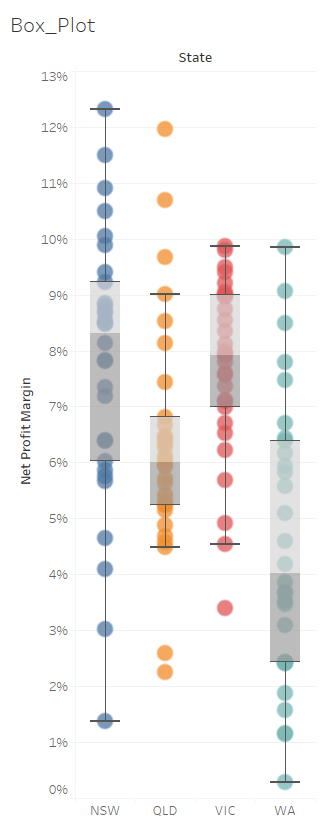 Box_Plot
State
13%
12%
11%
10%
9%
8%
7%
6%
5%
4%
3%
2%
1%
0%
Net Profit Margin
NSW
QLD
VIC
WA